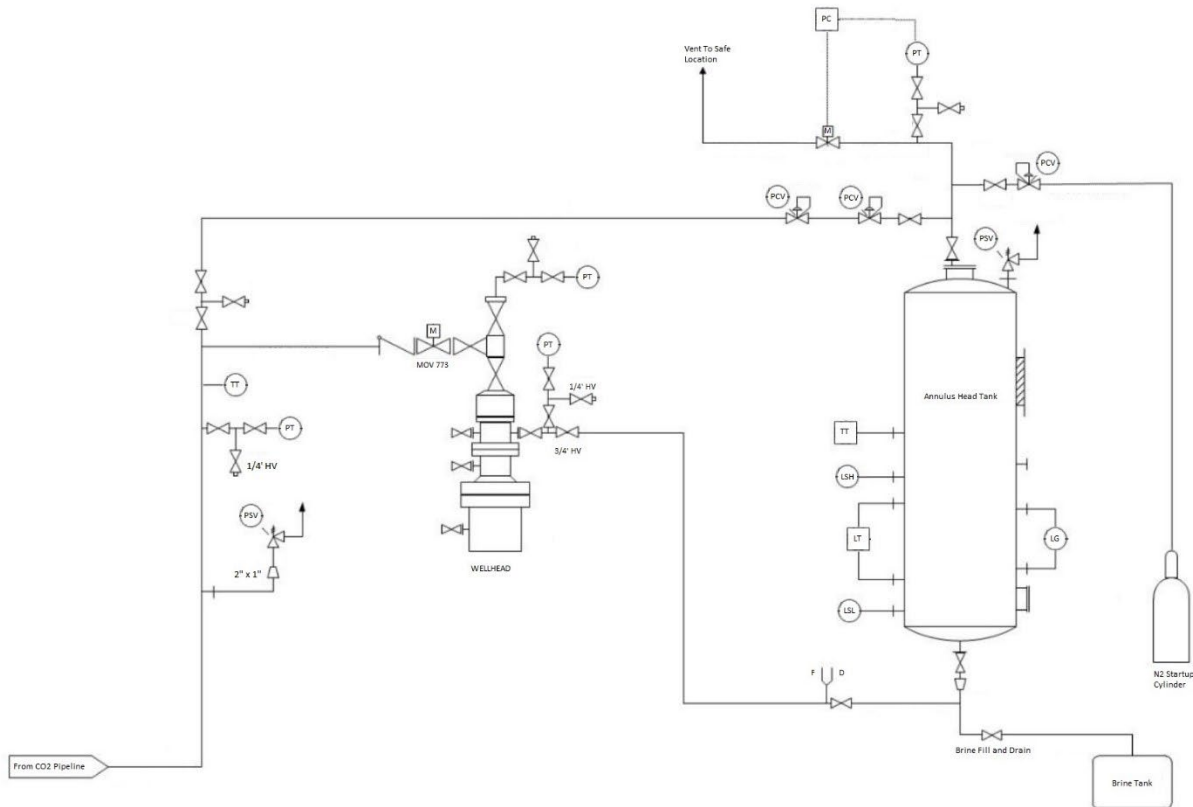 PC
PT
Vent To Safe
Location
M
PCV
PCV
PCV
PSV
PT
M
MOV 773
PT
1/4' HV
TT
PT
1/4' HV
3/4' HV
Annulus Head Tank
TT
LSH
LT
LG
LSL
PSV
2" x 1"
WELLHEAD
F
D
N2 Startup
Cylinder
Brine Fill and Drain
From CO2 Pipeline
Brine Tank